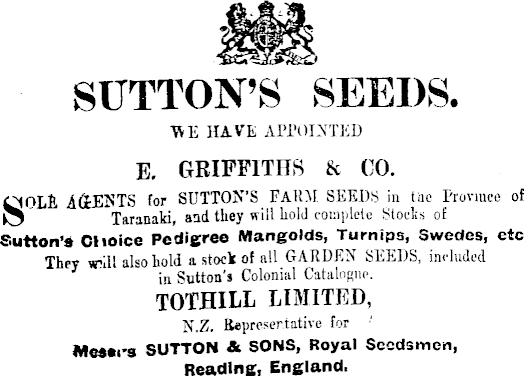 SUTTON'S SEEDS.
WE HAVE APPOINTED
E. GRIFFITHS & CO.
SOLE AGENTS for SUTTON'S FARM SEEDS in the Province of
Taranaki, and they will hold complete Stocks of
Sutton's Choice Pedigree Mangolds, Turnips, Swedes, etc
They will also hold a stock of all GARDEN SEEDS, included
in Sutton's Colonial Catalogue.
TOTHILL LIMITED,
N.Z. Representative for
Messrs SUTTON & SONS, Royal Seedsmen,
Reading, England.